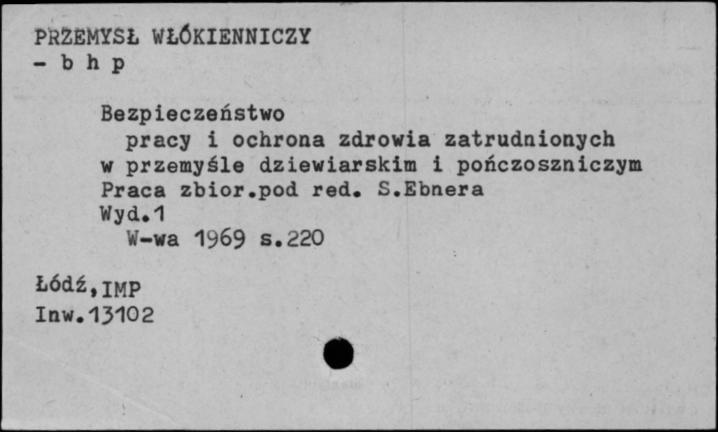 PRZEMYSŁ WŁÓKIENNICZY
- b h p
Bezpieczeństwo
pracy i ochrona zdrowia zatrudnionych
w przemyśle dziewiarskim i pończoszniczym
Praca zbior.pod red. S.Ebnera
Wyd.1
W-wa 1969 s.220
Łódź,IMP
Inw.13102